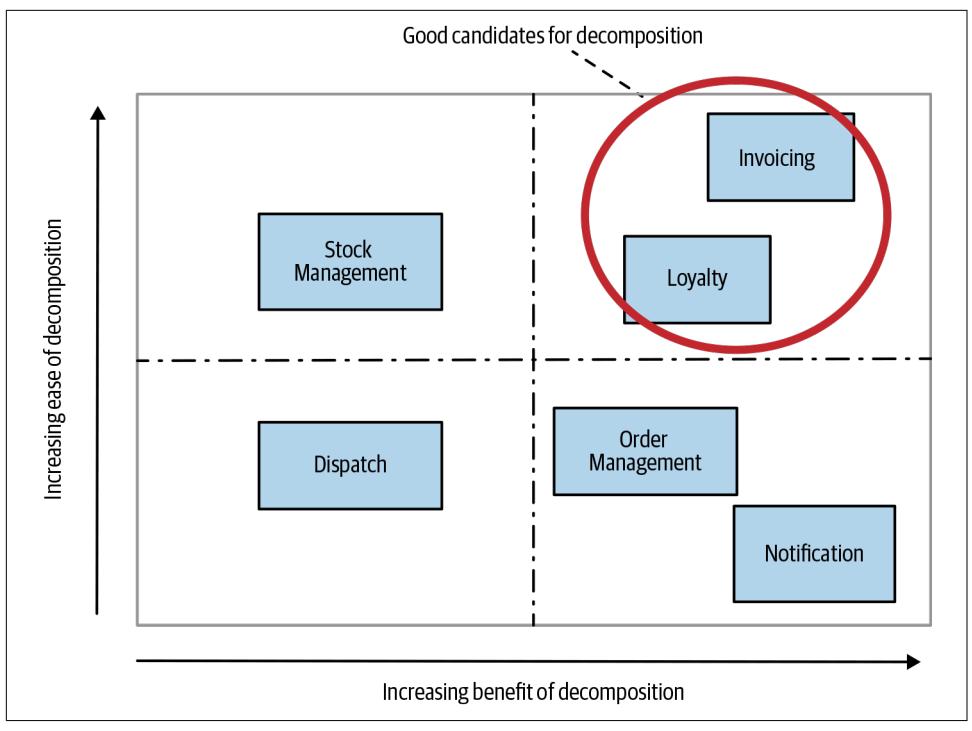 Good candidates for decomposition
Invoicing
Stock
Management
Loyalty
Increasing ease of decomposition
Order
Management
Dispatch
Notification
Increasing benefit of decomposition